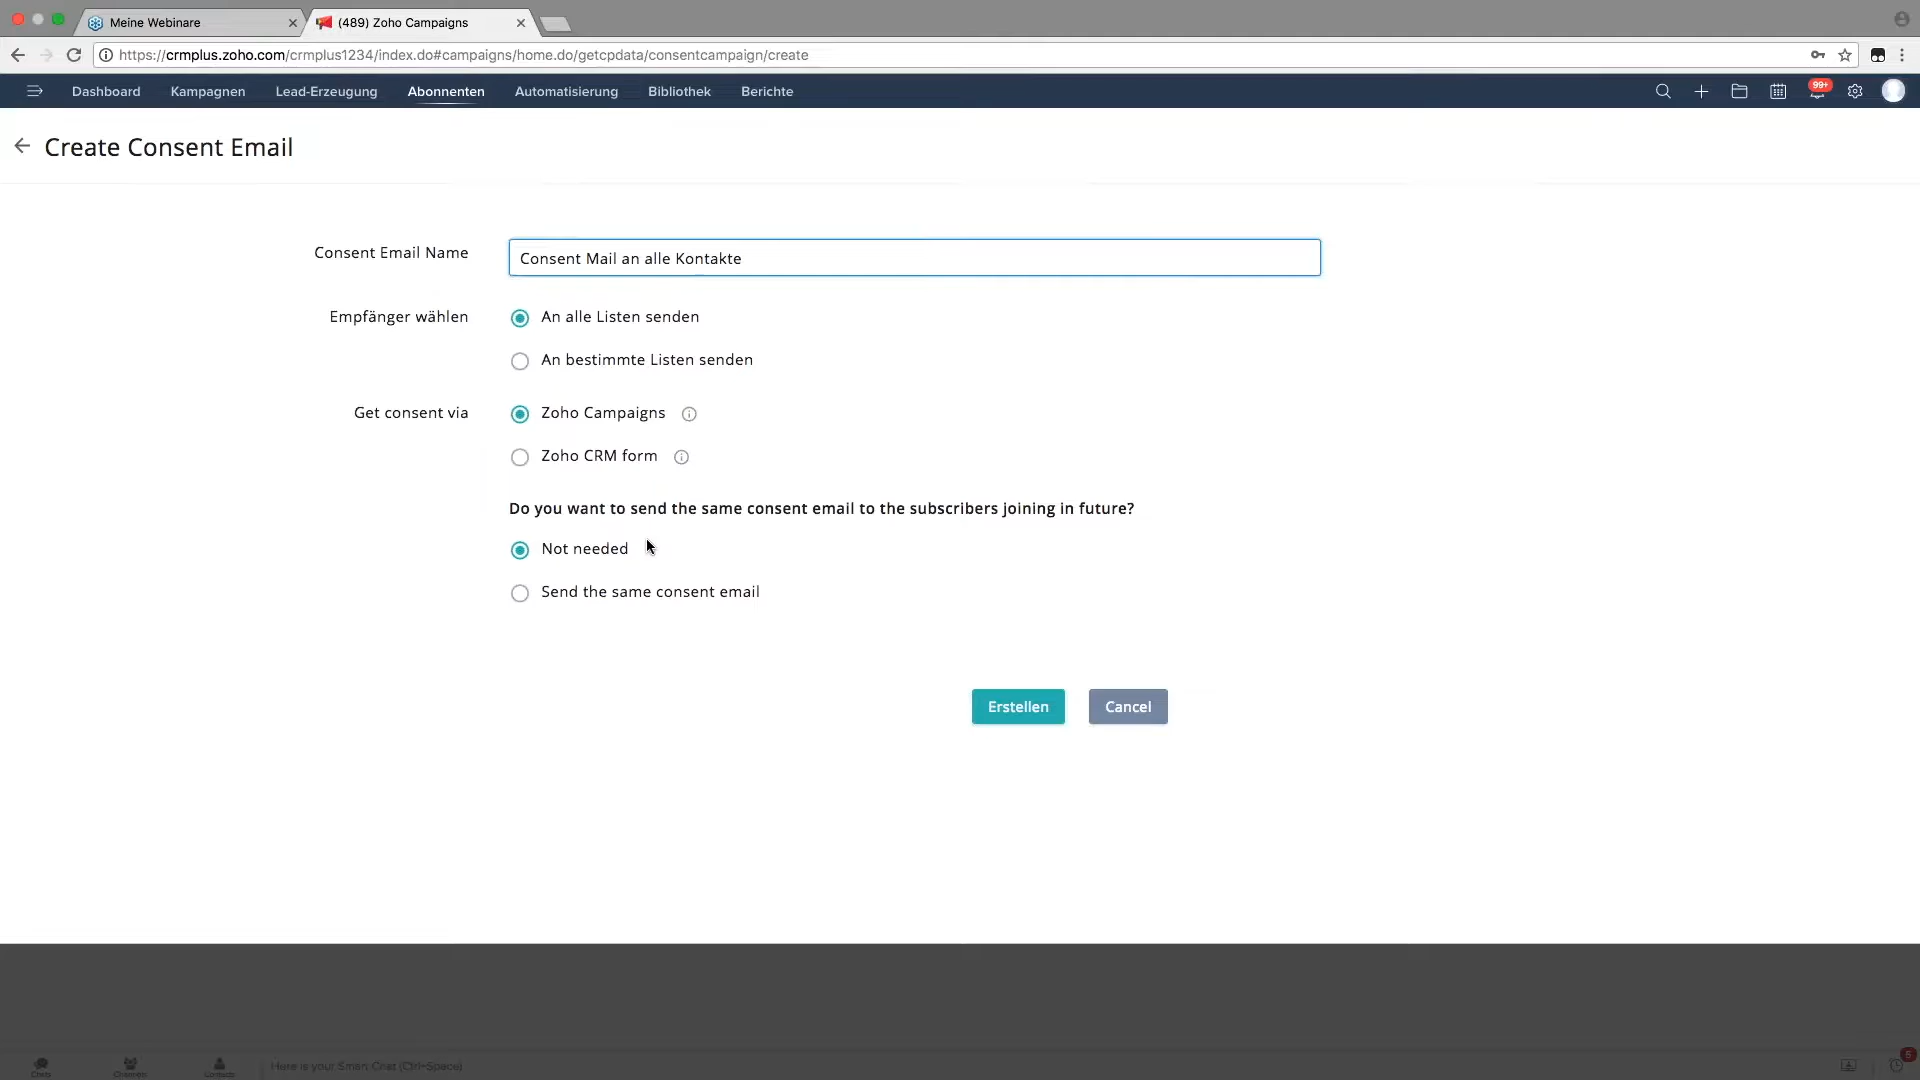 Meine Webinare
(489) Zoho Campaigns
https://crmplus.zoho.com/crmplus1234/index.do#campaigns/home.do/getcpdata/consentcampaign/create
Dashboard Kampagnen Lead-Erzeugung Abonnenten Automatisierung Bibliothek Berichte 99+
Create Consent Email
Consent Email Name Consent Mail an alle Kontakte
Empfänger wählen An alle Listen senden
An bestimmte Listen senden
Get consent via Zoho Campaigns
Zoho CRM form
Do you want to send the same consent email to the subscribers joining in future?
Not needed
Send the same consent email
Erstellen Cancel
5
Chats Channels Contacts Here is your Smart Chat (Ctrl+Space)